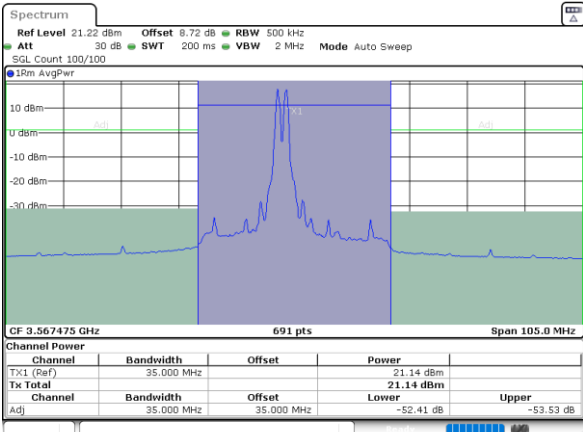 Spectrum
Ref Level 21.22 dBm Offset 8.72 dB RBW 500 kHz
Att 30 dB SWT 200 ms VBW 2 MHz Mode Auto Sweep
SGL Count 100/100
1Rm AvgPwr
10 dBm
TX1
Adj Adj
0 dBm
-10 dBm
-20 dBm
-30 dBm
CF 3.567475 GHz 691 pts Span 105.0 MHz
Channel Power
Channel Bandwidth Offset Power
TX1 (Ref) 35.000 MHz 21.14 dBm
Tx Total 21.14 dBm
Channel Bandwidth Offset Lower Upper
Adj 35.000 MHz 35.000 MHz -52.41 dB -53.53 dB